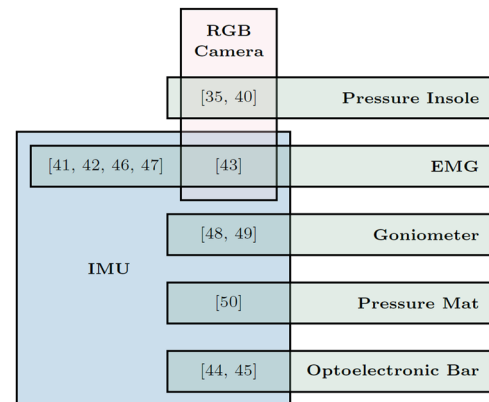 RGB
Camera
[35, 40]
Pressure Insole
[41, 42, 46, 47]
[43]
EMG
[48, 49]
Goniometer
IMU
[50]
Pressure Mat
[44, 45]
Optoelectronic Bar